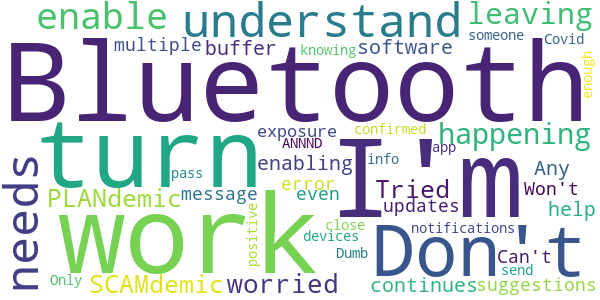 enable
understand
leaving
multiple
buffer
knowing
software
someone
Covid
Bluetooth
enough
turn
exposure
ANNND
confirmed
app
happening
I'm
enabling
info
Any
needs
pass
PLANdemic
message
error
even
Tried
Won't
updates
help
work
positive
close
devices
notifications
Don't
Dumb
Can't
send
Only
SCAMdemic
worried
continues
suggestions